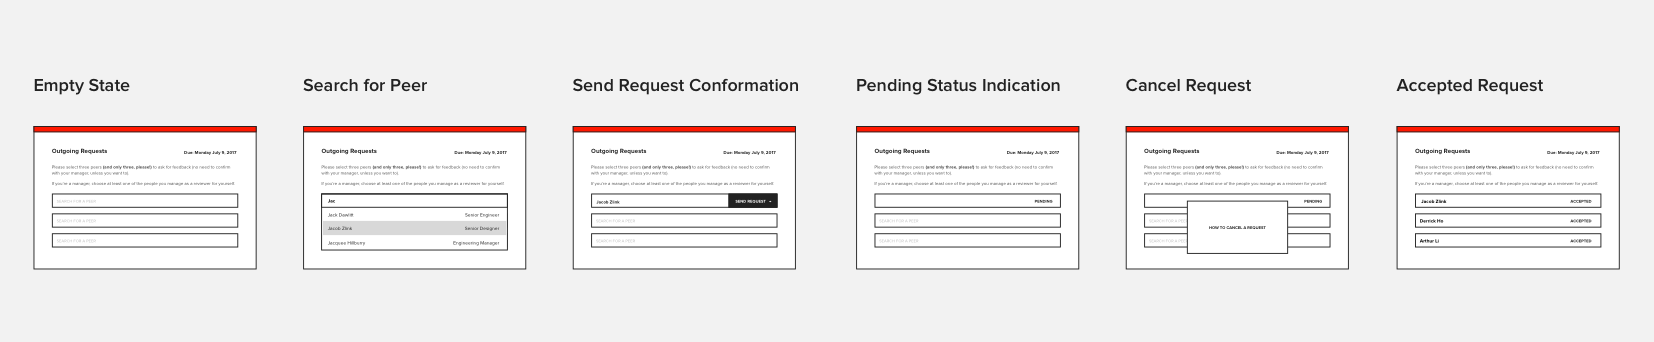 Empty State
Outgoing Requests
Due: Monday July 9, 2017
Please select three peers (and only three, please!) to ask for feedback (no need to confirm
with your manager, unless you want to).
If you're a manager, choose at least one of the people you manage as a reviewer for yourself.
SEARCH FOR A PEER
SEARCH FOR A PEER
SEARCH FOR A PEER
Search for Peer
Outgoing Requests
Due: Monday July 9, 2017
Please select three peers (and only three, please!) to ask for feedback (no need to confirm
with your manager, unless you want to).
If you're a manager, choose at least one of the people you manage as a reviewer for yourself.
Jac
Jack Dawlitt Senior Engineer
Jacob Zlink Senior Designer
Jacquee Hillberry Engineering Manager
Send Request Conformation
Outgoing Requests
Due: Monday July 9, 2017
Please select three peers (and only three, please!) to ask for feedback (no need to confirm
with your manager, unless you want to).
If you're a manager, choose at least one of the people you manage as a reviewer for yourself.
Jacob Zlink SEND REQUEST
SEARCH FOR A PEER
SEARCH FOR A PEER
Pending Status Indication
Outgoing Requests
Due: Monday July 9, 2017
Please select three peers (and only three, please!) to ask for feedback (no need to confirm
with your manager, unless you want to).
If you're a manager, choose at least one of the people you manage as a reviewer for yourself.
PENDING
SEARCH FOR A PEER
SEARCH FOR A PEER
Cancel Request
Outgoing Requests
Due: Monday July 9, 2017
Please select three peers (and only three, please!) to ask for feedback (no need to confirm
with your manager, unless you want to).
If you're a manager, choose at least one of the people you manage as a reviewer for yourself.
PENDING
SEARCH FOR A PEER
HOW TO CANCEL A REQUEST
SEARCH FOR A PEER
Accepted Request
Outgoing Requests
Due: Monday July 9, 2017
Please select three peers (and only three, please!) to ask for feedback (no need to confirm
with your manager, unless you want to).
If you're a manager, choose at least one of the people you manage as a reviewer for yourself.
Jacob Zlink ACCEPTED
Derrick Ho ACCEPTED
Arthur Li ACCEPTED